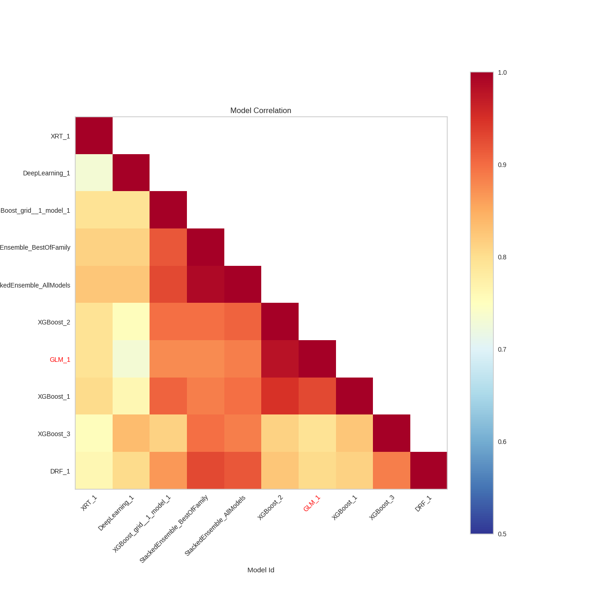 Model Correlation
1.0
0.9
0.8
0.7
0.6
0.5
XRT_1
DeepLearning_1
Boost_grid__1_model_1
Ensemble_BestOfFamily
kedEnsemble_AllModels
XGBoost_2
GLM_1
XGBoost_1
XGBoost_3
DRF_1
XRT_1
DeepLearning_1
XGBoost_grid__1_model_1
StackedEnsemble_BestOfFamily
StackedEnsemble_AllModels
XGBoost_2
GLM_1
XGBoost_1
XGBoost_3
DRF_1
Model Id